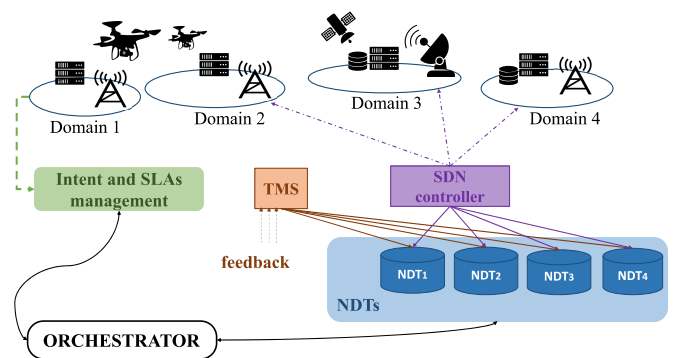 Domain 1
Domain 2
Domain 3
Domain 4
Intent and SLAs
management
TMS
SDN
controller
feedback
NDT1
NDT2
NDT3
NDT4
NDTs
ORCHESTRATOR